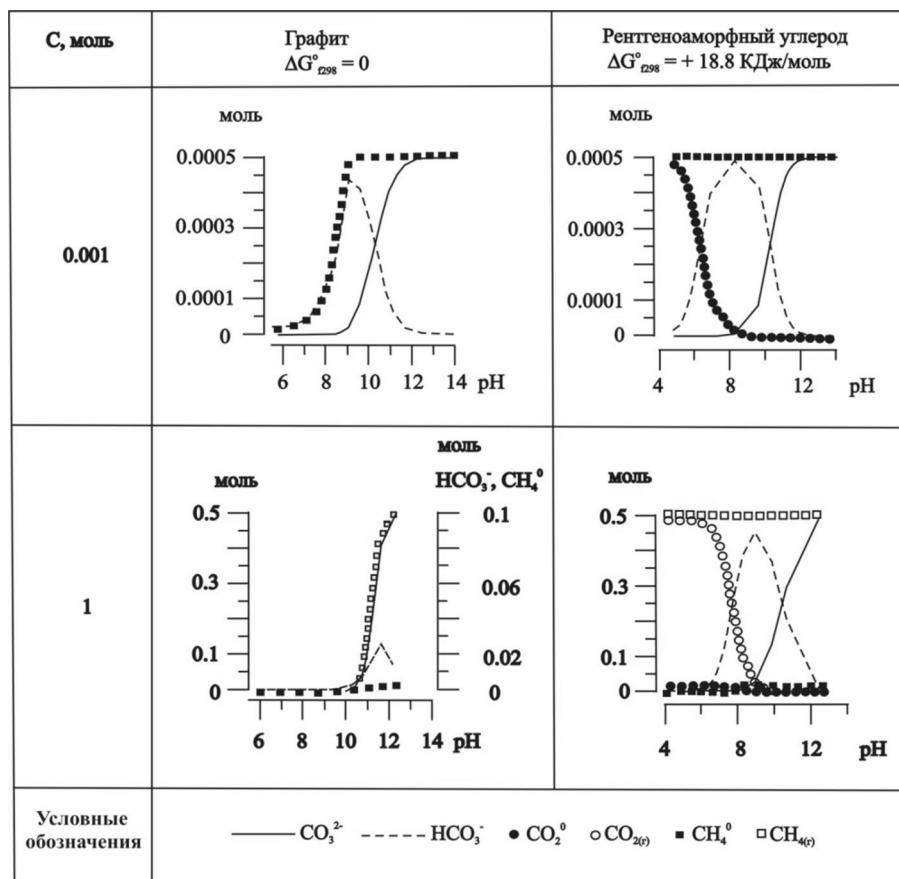 С, моль
Графит
ΔG°f298 = 0
Рентгеноаморфный углерод
ΔG°f298 = + 18.8 КДж/моль
0.001
моль
0.0005
0.0003
0.0001
0
6 8 10 12 14 pH
моль
0.0005
0.0003
0.0001
0
4 8 12 pH
1
моль
0.5
0.3
0.1
0
моль
HCO₃⁻, CH₄⁰
0.1
0.06
0.02
0
6 8 10 12 14 pH
моль
0.5
0.3
0.1
0
4 8 12 pH
Условные
обозначения
CO₃²⁻ HCO₃⁻ CO₂⁰ CO₂(г) CH₄⁰ CH₄(г)